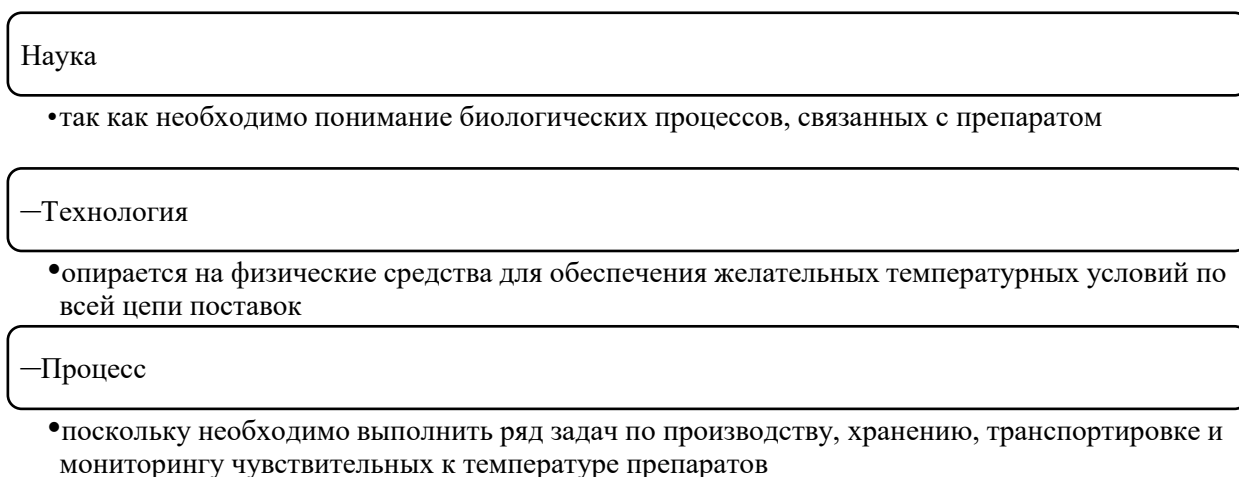 Наука
•так как необходимо понимание биологических процессов, связанных с препаратом
—Технология
•опирается на физические средства для обеспечения желательных температурных условий по
всей цепи поставок
—Процесс
•поскольку необходимо выполнить ряд задач по производству, хранению, транспортировке и
мониторингу чувствительных к температуре препаратов